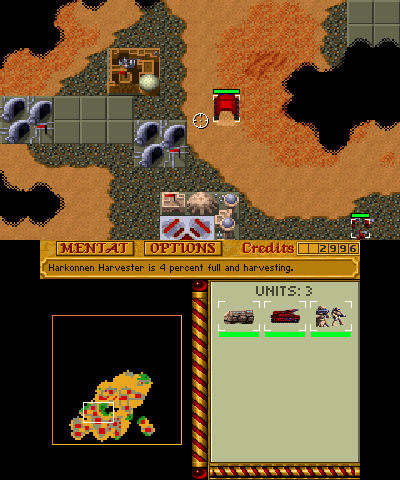 MENTAT OPTIONS Credits 2996
Harkonnen Harvester is 4 percent full and harvesting.
UNITS: 3